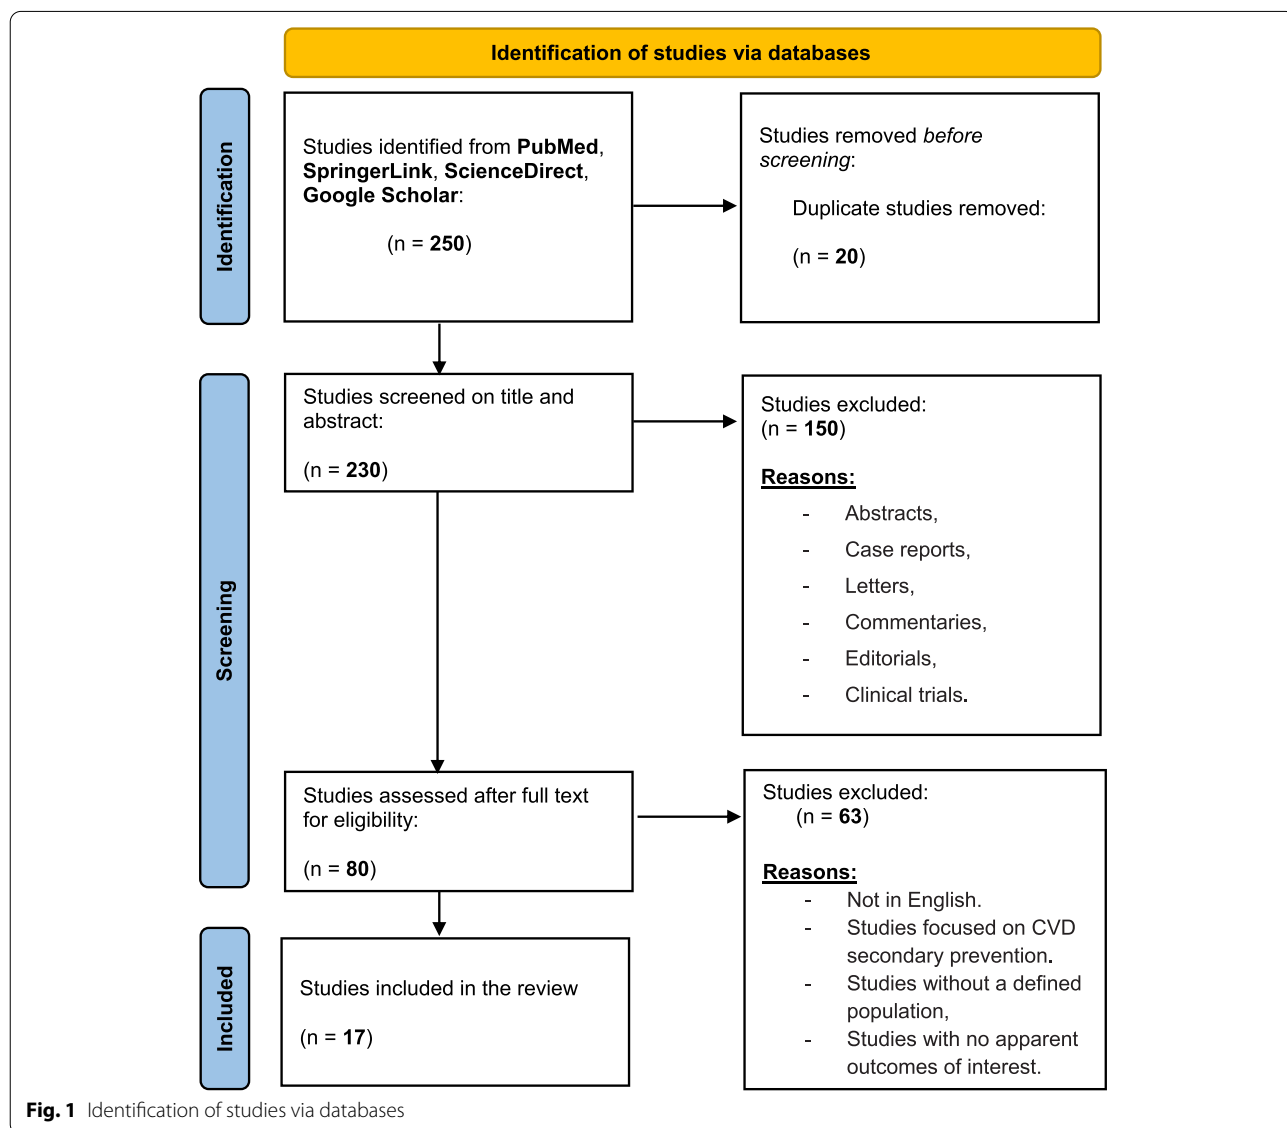 Identification of studies via databases
Identification
Studies identified from PubMed,
SpringerLink, ScienceDirect,
Google Scholar:
(n = 250)
Studies removed before
screening:
Duplicate studies removed:
(n = 20)
Screening
Studies screened on title and
abstract:
(n = 230)
Studies excluded:
(n = 150)
Reasons:
- Abstracts,
- Case reports,
- Letters,
- Commentaries,
- Editorials,
- Clinical trials.
Studies assessed after full text
for eligibility:
(n = 80)
Studies excluded:
(n = 63)
Reasons:
- Not in English.
- Studies focused on CVD
secondary prevention.
- Studies without a defined
population,
- Studies with no apparent
outcomes of interest.
Included
Studies included in the review
(n = 17)
Fig. 1 Identification of studies via databases